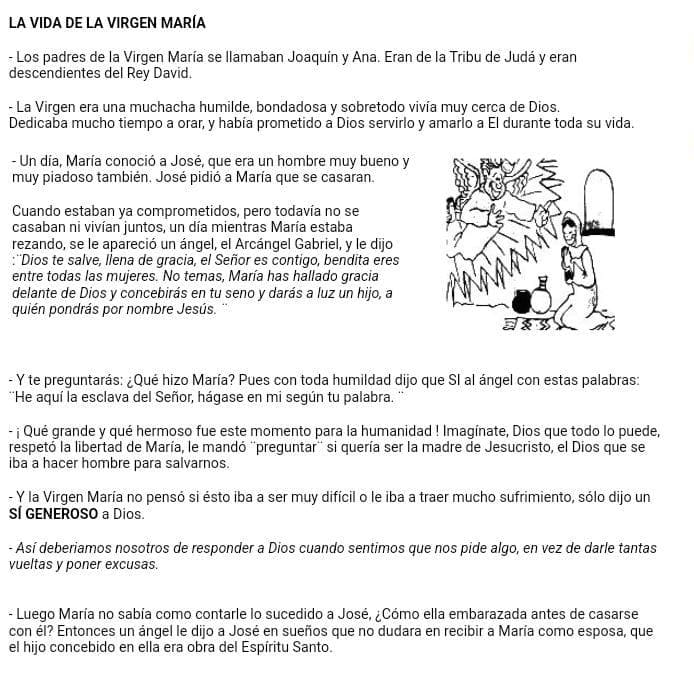 LA VIDA DE LA VIRGEN MARÍA
- Los padres de la Virgen María se llamaban Joaquín y Ana. Eran de la Tribu de Judá y eran
descendientes del Rey David.
- La Virgen era una muchacha humilde, bondadosa y sobretodo vivía muy cerca de Dios.
Dedicaba mucho tiempo a orar, y había prometido a Dios servirlo y amarlo a El durante toda su vida.
- Un día, María conoció a José, que era un hombre muy bueno y
muy piadoso también. José pidió a María que se casaran.
Cuando estaban ya comprometidos, pero todavía no se
casaban ni vivían juntos, un día mientras María estaba
rezando, se le apareció un ángel, el Arcángel Gabriel, y le dijo
:¨Dios te salve, llena de gracia, el Señor es contigo, bendita eres
entre todas las mujeres. No temas, María has hallado gracia
delante de Dios y concebirás en tu seno y darás a luz un hijo, a
quién pondrás por nombre Jesús. ¨
- Y te preguntarás: ¿Qué hizo María? Pues con toda humildad dijo que SI al ángel con estas palabras:
¨He aquí la esclava del Señor, hágase en mi según tu palabra. ¨
- ¡ Qué grande y qué hermoso fue este momento para la humanidad ! Imagínate, Dios que todo lo puede,
respetó la libertad de María, le mandó ¨preguntar¨ si quería ser la madre de Jesucristo, el Dios que se
iba a hacer hombre para salvarnos.
- Y la Virgen María no pensó si ésto iba a ser muy difícil o le iba a traer mucho sufrimiento, sólo dijo un
SÍ GENEROSO a Dios.
- Así deberiamos nosotros de responder a Dios cuando sentimos que nos pide algo, en vez de darle tantas
vueltas y poner excusas.
- Luego María no sabía como contarle lo sucedido a José, ¿Cómo ella embarazada antes de casarse
con él? Entonces un ángel le dijo a José en sueños que no dudara en recibir a María como esposa, que
el hijo concebido en ella era obra del Espíritu Santo.